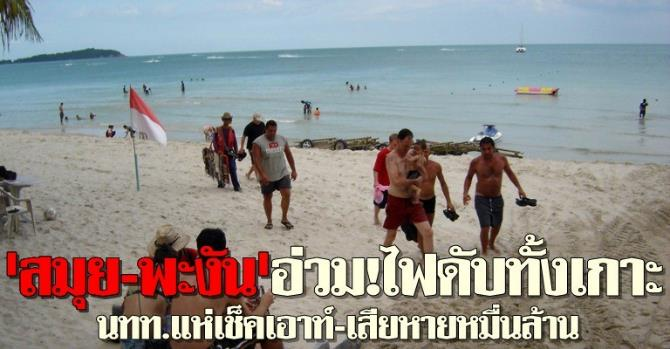 'สมุย-พะงัน'อ่วม!ไฟดับทั้งเกาะ
นทท.แห่เช็คเอาท์-เสียหายหมื่นล้าน